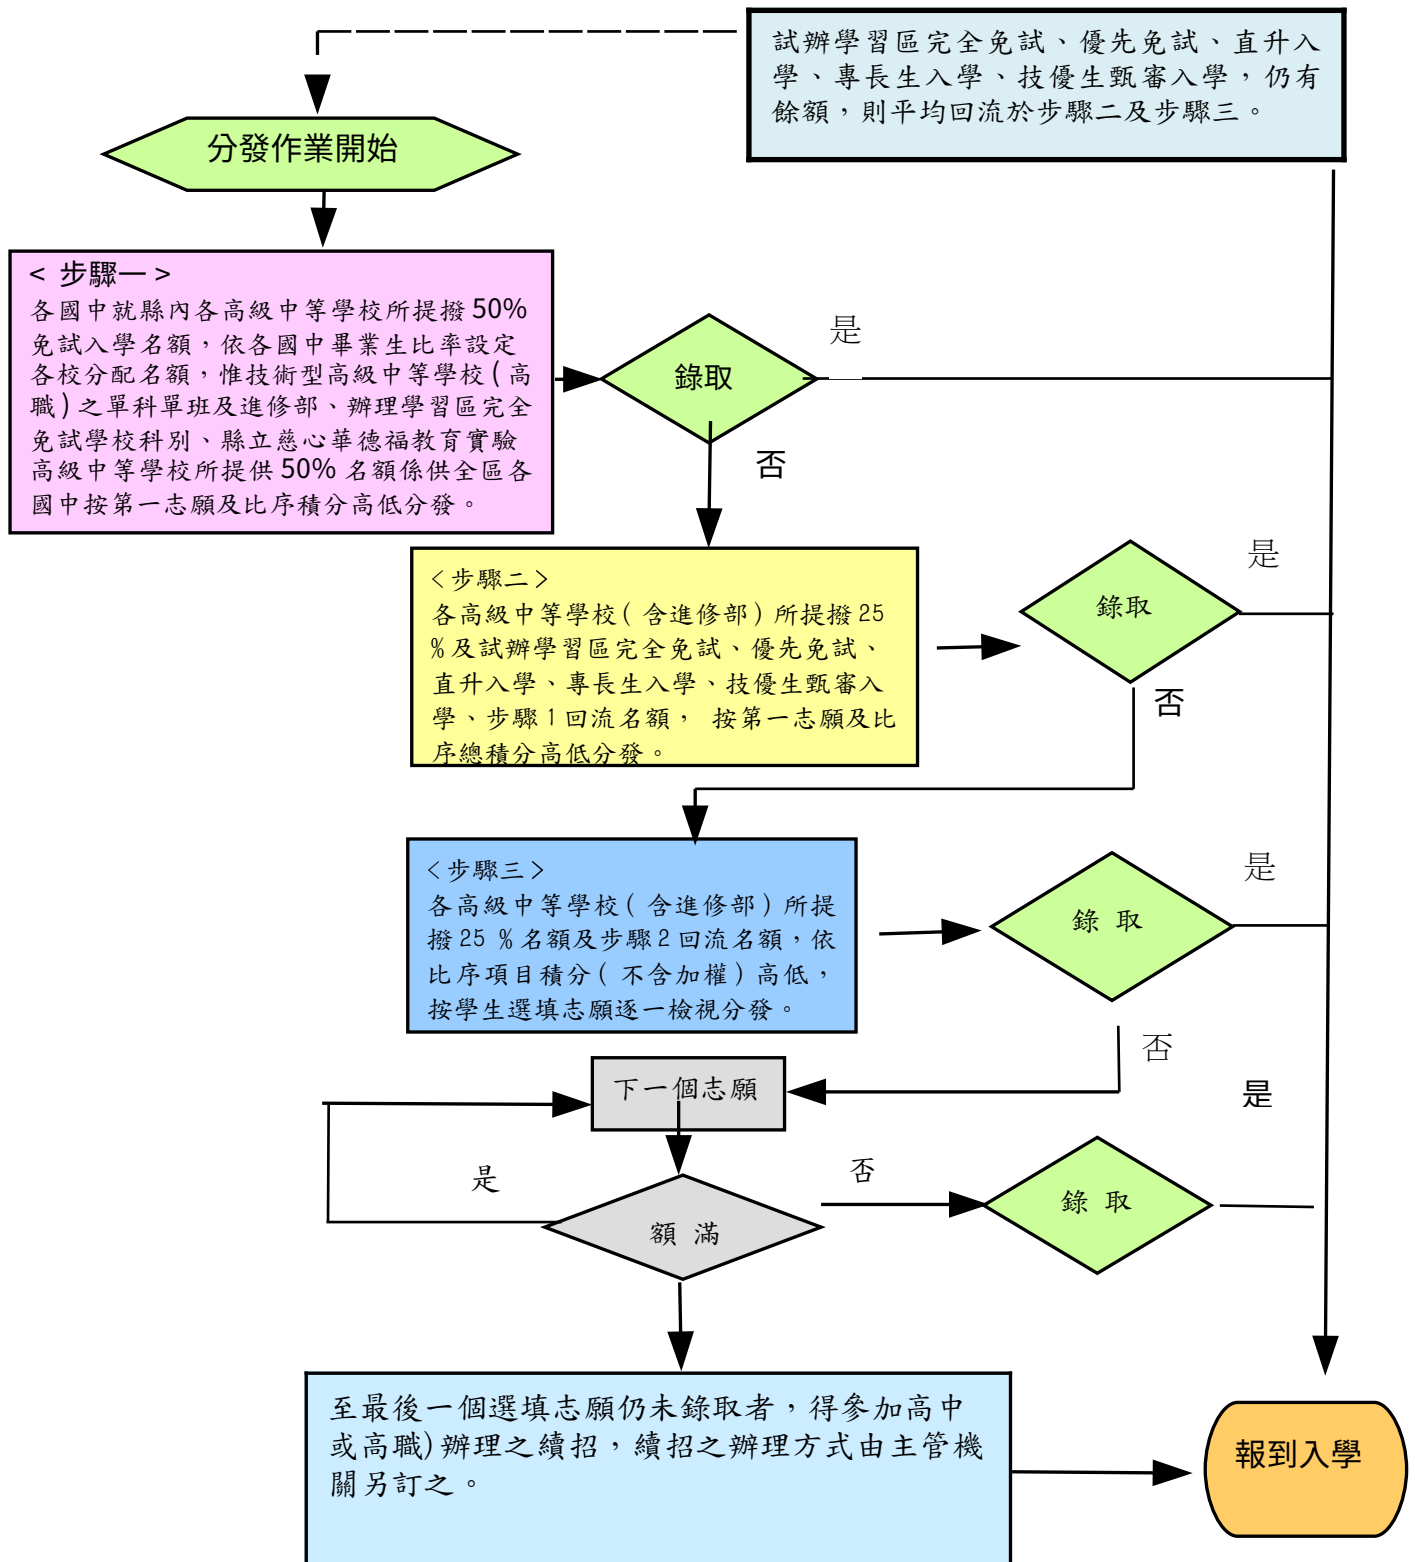 試辦學習區完全免試、優先免試、直升入
學、專長生入學、技優生甄審入學，仍有
餘額，則平均回流於步驟二及步驟三。
分發作業開始
< 步驟一 >
各國中就縣內各高級中等學校所提撥 50%
免試入學名額，依各國中畢業生比率設定
各校分配名額，惟技術型高級中等學校 ( 高
職 ) 之單科單班及進修部、辦理學習區完全
免試學校科別、縣立慈心華德福教育實驗
高級中等學校所提供 50% 名額係供全區各
國中按第一志願及比序積分高低分發。
錄取
是
否
<步驟二>
各高級中等學校( 含進修部) 所提撥 25
%及試辦學習區完全免試、優先免試、
直升入學、專長生入學、技優生甄審入
學、步驟 1 回流名額， 按第一志願及比
序總積分高低分發。
錄取
是
否
<步驟三>
各高級中等學校( 含進修部) 所提
撥 25 %名額及步驟 2 回流名額，依
比序項目積分( 不含加權) 高低，
按學生選填志願逐一檢視分發。
錄 取
是
否
下一個志願
是
額 滿
否
錄 取
是
至最後一個選填志願仍未錄取者，得參加高中
或高職) 辦理之續招，續招之辦理方式由主管機
關另訂之。
報到入學